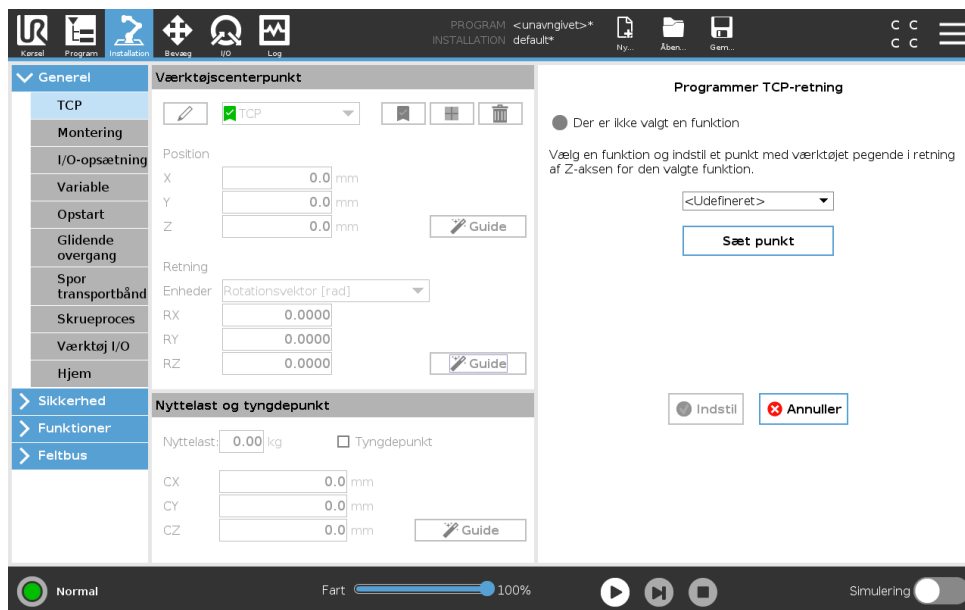 UR
Kørsel
Program
Installation
Bevæg
I/O
Log
PROGRAM <unavngivet>*
INSTALLATION default*
Ny...
Åben...
Gem...
C C
C C
Generel
TCP
Montering
I/O-opsætning
Variable
Opstart
Glidende
overgang
Spor
transportbånd
Skrueproces
Værktøj I/O
Hjem
Sikkerhed
Funktioner
Feltbus
Værktøjscenterpunkt
TCP
Position
X 0.0 mm
Y 0.0 mm
Z 0.0 mm
Guide
Retning
Enheder Rotationsvektor [rad]
RX 0.0000
RY 0.0000
RZ 0.0000
Guide
Nyttelast og tyngdepunkt
Nyttelast: 0.00 kg Tyngdepunkt
CX 0.0 mm
CY 0.0 mm
CZ 0.0 mm
Guide
Programmer TCP-retning
Der er ikke valgt en funktion
Vælg en funktion og indstil et punkt med værktøjet pegende i retning
af Z-aksen for den valgte funktion.
<Udefineret>
Sæt punkt
Indstil
Annuller
Normal
Fart 100%
Simulering